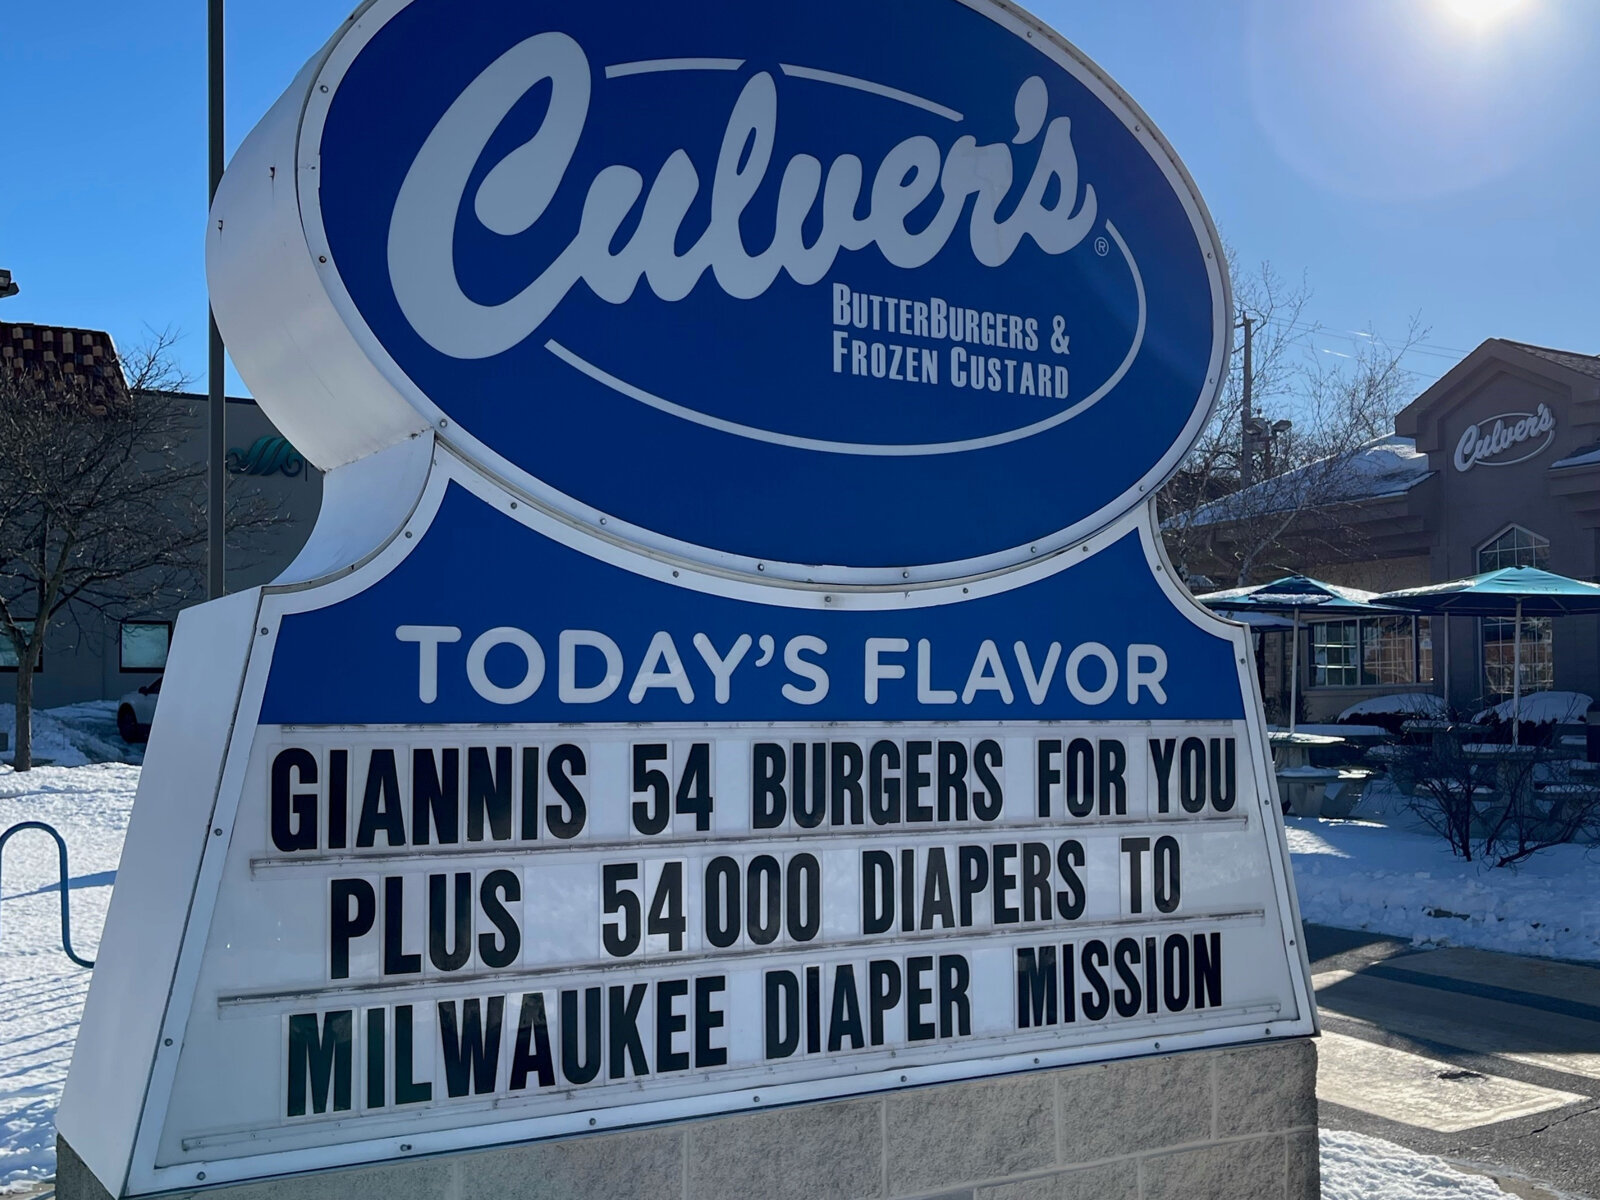 Culver's®
BUTTERBURGERS &
FROZEN CUSTARD
Culver's
TODAY'S FLAVOR
GIANNIS 54 BURGERS FOR YOU
PLUS 54000 DIAPERS TO
MILWAUKEE DIAPER MISSION